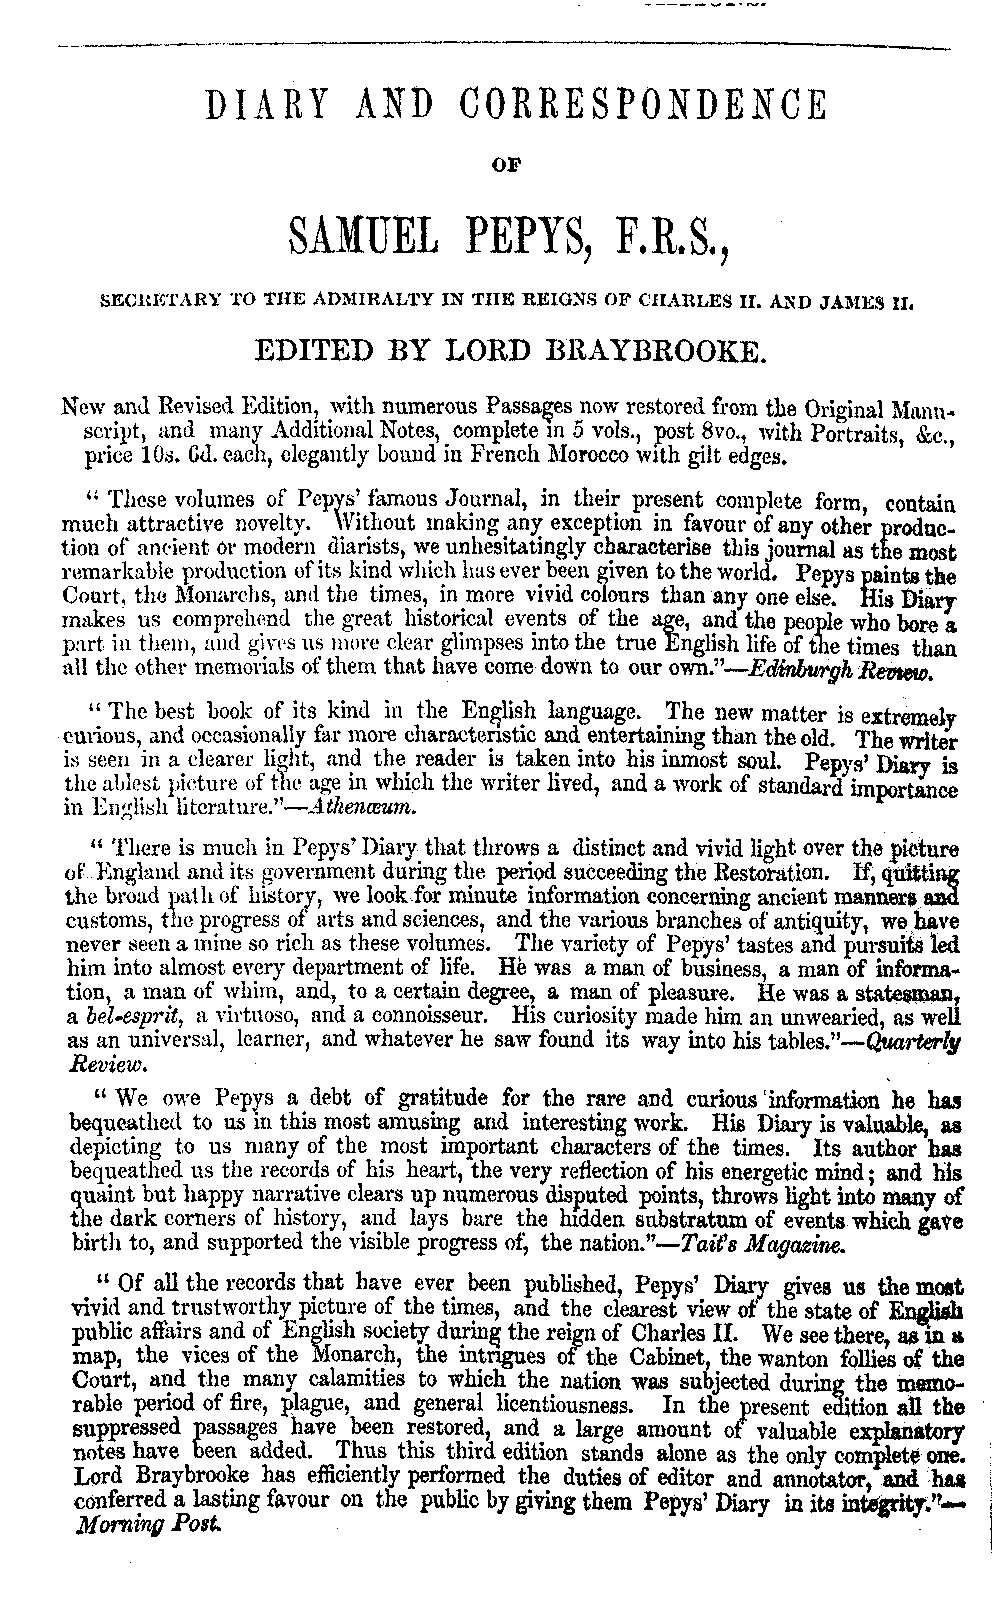 DIARY AND CORRESPONDENCE
OF
SAMUEL PEPYS, F.R.S.,
SECRETARY TO THE ADMIRALTY IN THE REIGNS OF CHARLES II. AND JAMES II.
EDITED BY LORD BRAYBROOKE.
New and Revised Edition, with numerous Passages now restored from the Original Manu-
script, and many Additional Notes, complete in 5 vols., post 8vo., with Portraits, &c.,
price 10s. 6d. each, elegantly bound in French Morocco with gilt edges.
“ These volumes of Pepys’ famous Journal, in their present complete form, contain
much attractive novelty. Without making any exception in favour of any other produc-
tion of ancient or modern diarists, we unhesitatingly characterise this journal as the most
remarkable production of its kind which has ever been given to the world. Pepys paints the
Court, the Monarchs, and the times, in more vivid colours than any one else. His Diary
makes us comprehend the great historical events of the age, and the people who bore a
part in them, and gives us more clear glimpses into the true English life of the times than
all the other memorials of them that have come down to our own.”—Edinburgh Review.
“ The best book of its kind in the English language. The new matter is extremely
curious, and occasionally far more characteristic and entertaining than the old. The writer
is seen in a clearer light, and the reader is taken into his inmost soul. Pepys’ Diary is
the ablest picture of the age in which the writer lived, and a work of standard importance
in English literature.”—Athenæum.
“ There is much in Pepys’ Diary that throws a distinct and vivid light over the picture
of England and its government during the period succeeding the Restoration. If, quitting
the broad path of history, we look for minute information concerning ancient manners and
customs, the progress of arts and sciences, and the various branches of antiquity, we have
never seen a mine so rich as these volumes. The variety of Pepys’ tastes and pursuits led
him into almost every department of life. He was a man of business, a man of informa-
tion, a man of whim, and, to a certain degree, a man of pleasure. He was a statesman,
a bel-esprit, a virtuoso, and a connoisseur. His curiosity made him an unwearied, as well
as an universal, learner, and whatever he saw found its way into his tables.”—Quarterly
Review.
“ We owe Pepys a debt of gratitude for the rare and curious information he has
bequeathed to us in this most amusing and interesting work. His Diary is valuable, as
depicting to us many of the most important characters of the times. Its author has
bequeathed us the records of his heart, the very reflection of his energetic mind; and his
quaint but happy narrative clears up numerous disputed points, throws light into many of
the dark corners of history, and lays bare the hidden substratum of events which gave
birth to, and supported the visible progress of, the nation.”—Tait’s Magazine.
“ Of all the records that have ever been published, Pepys’ Diary gives us the most
vivid and trustworthy picture of the times, and the clearest view of the state of English
public affairs and of English society during the reign of Charles II. We see there, as in a
map, the vices of the Monarch, the intrigues of the Cabinet, the wanton follies of the
Court, and the many calamities to which the nation was subjected during the memo-
rable period of fire, plague, and general licentiousness. In the present edition all the
suppressed passages have been restored, and a large amount of valuable explanatory
notes have been added. Thus this third edition stands alone as the only complete one.
Lord Braybrooke has efficiently performed the duties of editor and annotator, and has
conferred a lasting favour on the public by giving them Pepys’ Diary in its integrity.”—
Morning Post.